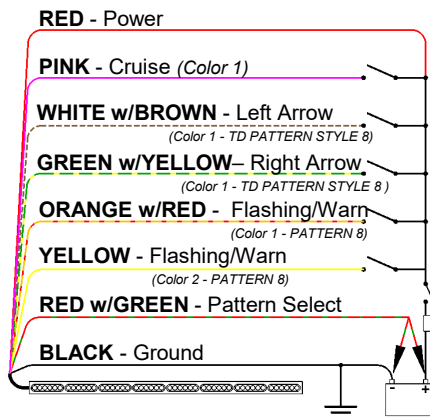 RED - Power
PINK - Cruise (Color 1)
WHITE w/BROWN - Left Arrow
(Color 1 - TD PATTERN STYLE 8)
GREEN w/YELLOW– Right Arrow
(Color 1 - TD PATTERN STYLE 8 )
ORANGE w/RED -  Flashing/Warn
(Color 1 - PATTERN 8)
YELLOW - Flashing/Warn
(Color 2 - PATTERN 8)
RED w/GREEN - Pattern Select
BLACK - Ground
- +